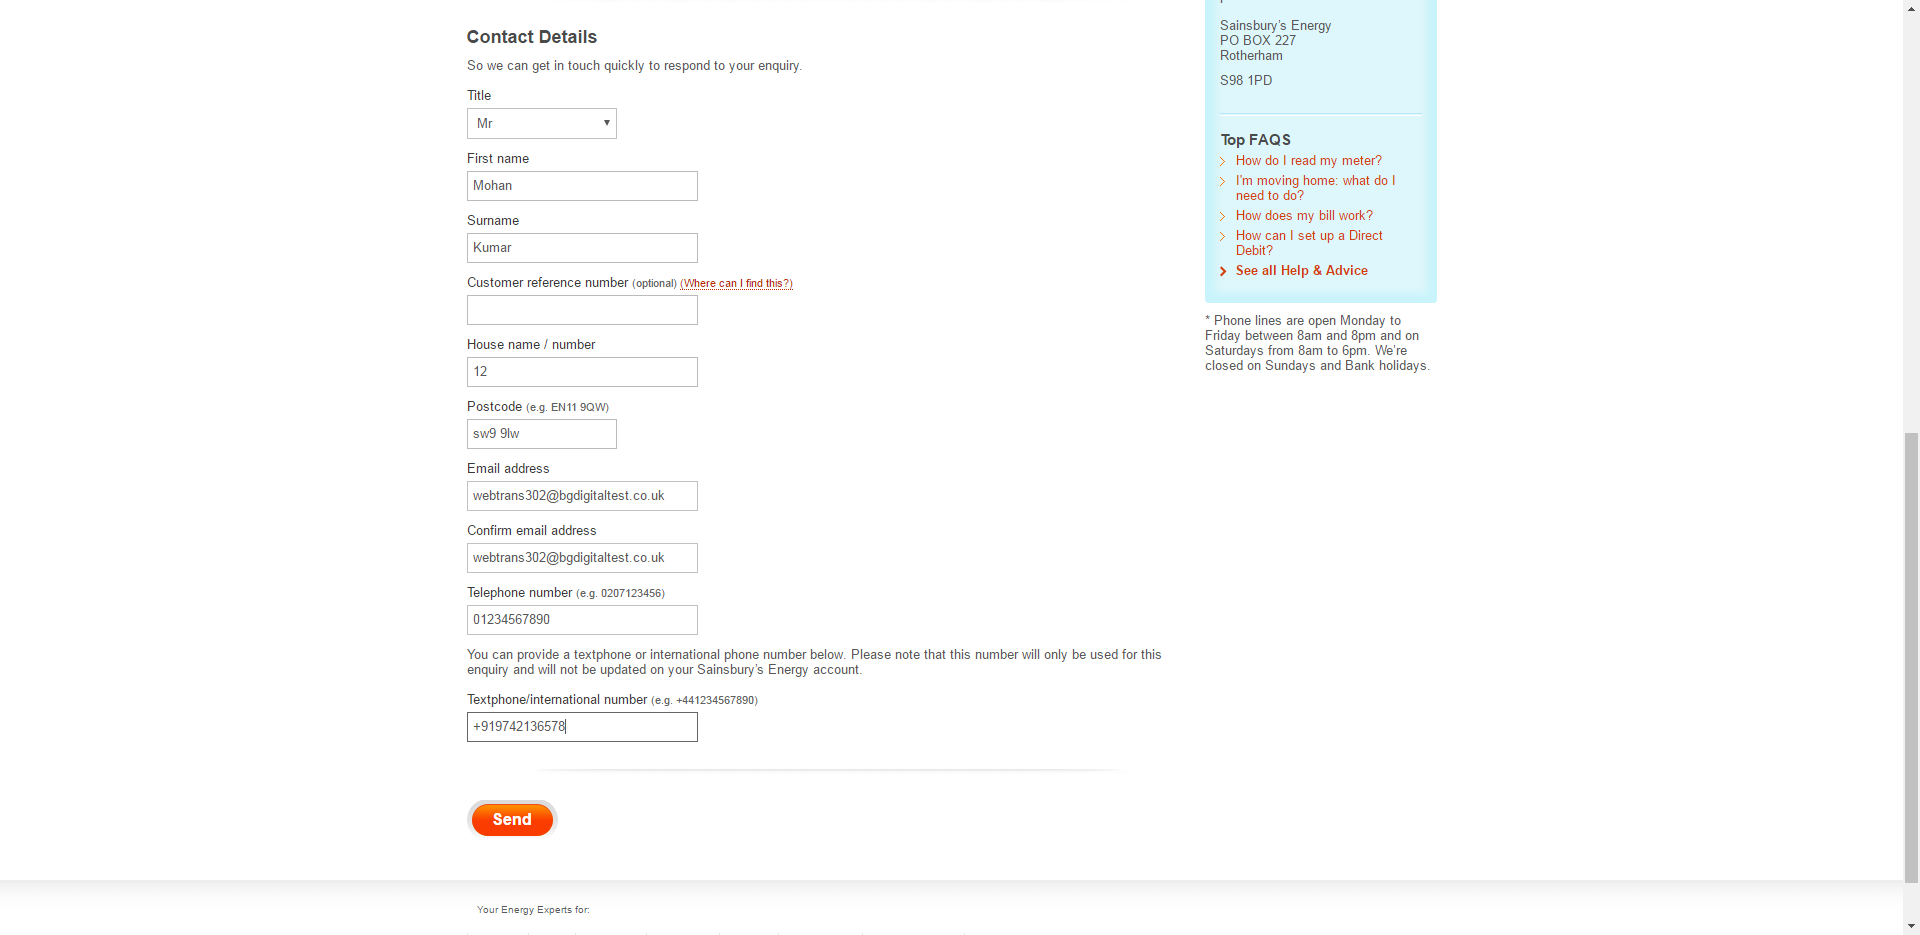 Contact Details
So we can get in touch quickly to respond to your enquiry.
Title
Mr
First name
Mohan
Surname
Kumar
Customer reference number (optional) (Where can I find this?)
House name / number
12
Postcode (e.g. EN11 9QW)
sw9 9lw
Email address
webtrans302@bgdigitaltest.co.uk
Confirm email address
webtrans302@bgdigitaltest.co.uk
Telephone number (e.g. 0207123456)
01234567890
You can provide a textphone or international phone number below. Please note that this number will only be used for this
enquiry and will not be updated on your Sainsbury's Energy account.
Textphone/international number (e.g. +441234567890)
+919742136578
Send
Sainsbury's Energy
PO BOX 227
Rotherham
S98 1PD
Top FAQS
How do I read my meter?
I'm moving home: what do I
need to do?
How does my bill work?
How can I set up a Direct
Debit?
See all Help & Advice
* Phone lines are open Monday to
Friday between 8am and 8pm and on
Saturdays from 8am to 6pm. We're
closed on Sundays and Bank holidays.
Your Energy Experts for: